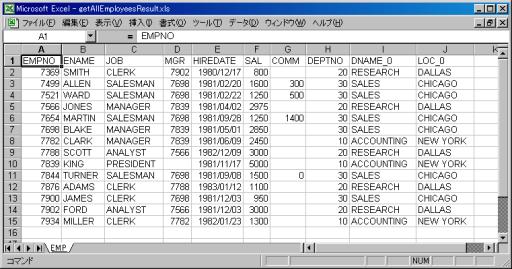 Microsoft Excel - getAllEmployeesResult.xls
ファイル(F) 編集(E) 表示(V) 挿入(I) 書式(O) ツール(T) データ(D) ウィンドウ(W) ヘルプ(H)
A1 = EMPNO
A B C D E F G H I J K
1 EMPNO ENAME JOB MGR HIREDATE SAL COMM DEPTNO DNAME_0 LOC_0
2 7369 SMITH CLERK 7902 1980/12/17 800 20 RESEARCH DALLAS
3 7499 ALLEN SALESMAN 7698 1981/02/20 1600 300 30 SALES CHICAGO
4 7521 WARD SALESMAN 7698 1981/02/22 1250 500 30 SALES CHICAGO
5 7566 JONES MANAGER 7839 1981/04/02 2975 20 RESEARCH DALLAS
6 7654 MARTIN SALESMAN 7698 1981/09/28 1250 1400 30 SALES CHICAGO
7 7698 BLAKE MANAGER 7839 1981/05/01 2850 30 SALES CHICAGO
8 7782 CLARK MANAGER 7839 1981/06/09 2450 10 ACCOUNTING NEW YORK
9 7788 SCOTT ANALYST 7566 1982/12/09 3000 20 RESEARCH DALLAS
10 7839 KING PRESIDENT 1981/11/17 5000 10 ACCOUNTING NEW YORK
11 7844 TURNER SALESMAN 7698 1981/09/08 1500 0 30 SALES CHICAGO
12 7876 ADAMS CLERK 7788 1983/01/12 1100 20 RESEARCH DALLAS
13 7900 JAMES CLERK 7698 1981/12/03 950 30 SALES CHICAGO
14 7902 FORD ANALYST 7566 1981/12/03 3000 20 RESEARCH DALLAS
15 7934 MILLER CLERK 7782 1982/01/23 1300 10 ACCOUNTING NEW YORK
16
EMP
コマンド NUM